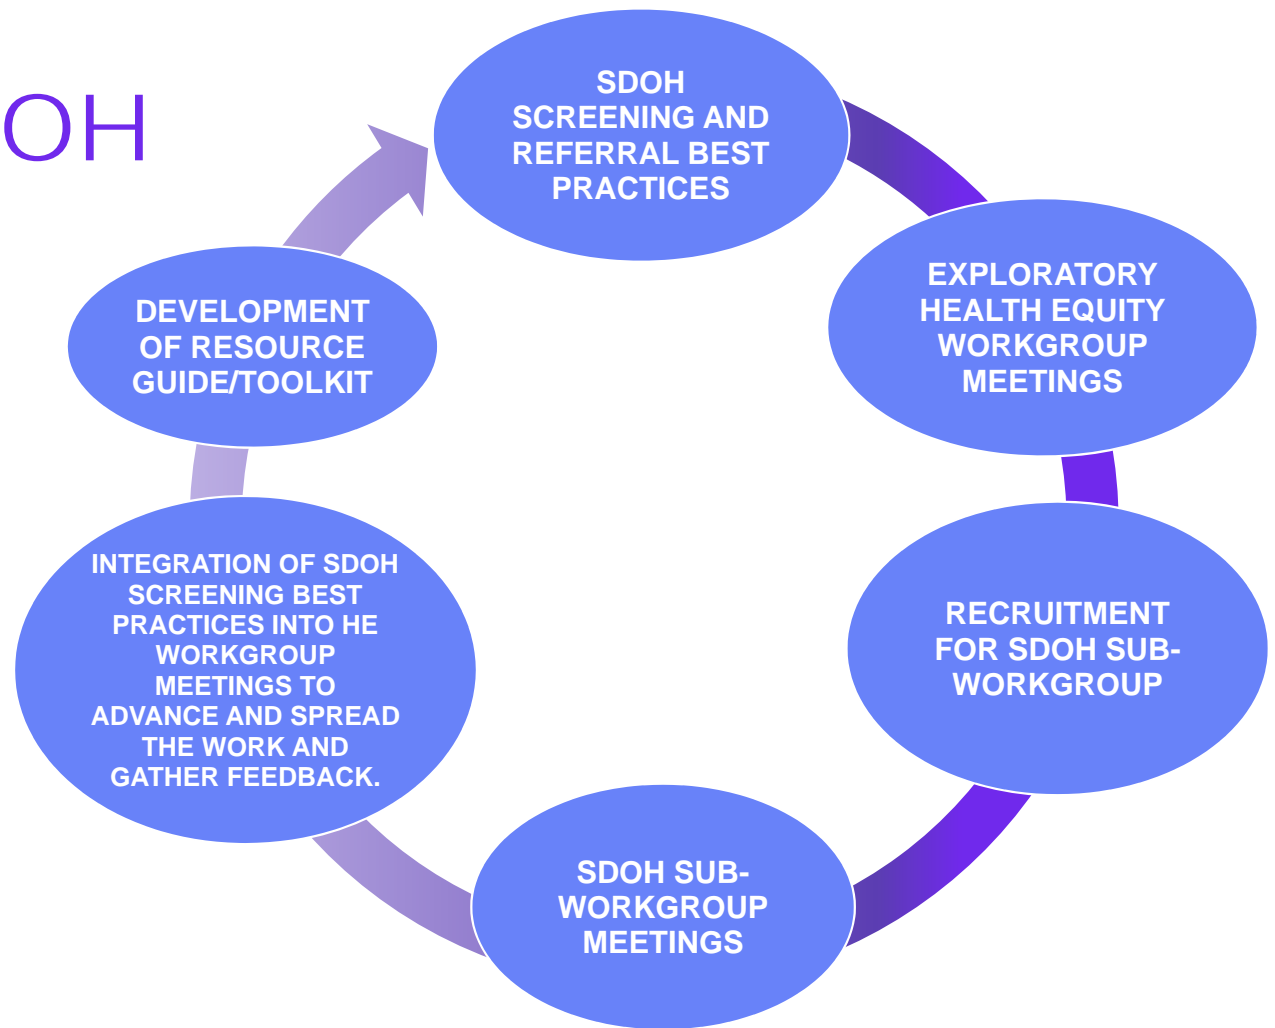 OH
SDOH
SCREENING AND
REFERRAL BEST
PRACTICES
EXPLORATORY
HEALTH EQUITY
WORKGROUP
MEETINGS
RECRUITMENT
FOR SDOH SUB-
WORKGROUP
SDOH SUB-
WORKGROUP
MEETINGS
INTEGRATION OF SDOH
SCREENING BEST
PRACTICES INTO HE
WORKGROUP
MEETINGS TO
ADVANCE AND SPREAD
THE WORK AND
GATHER FEEDBACK.
DEVELOPMENT
OF RESOURCE
GUIDE/TOOLKIT